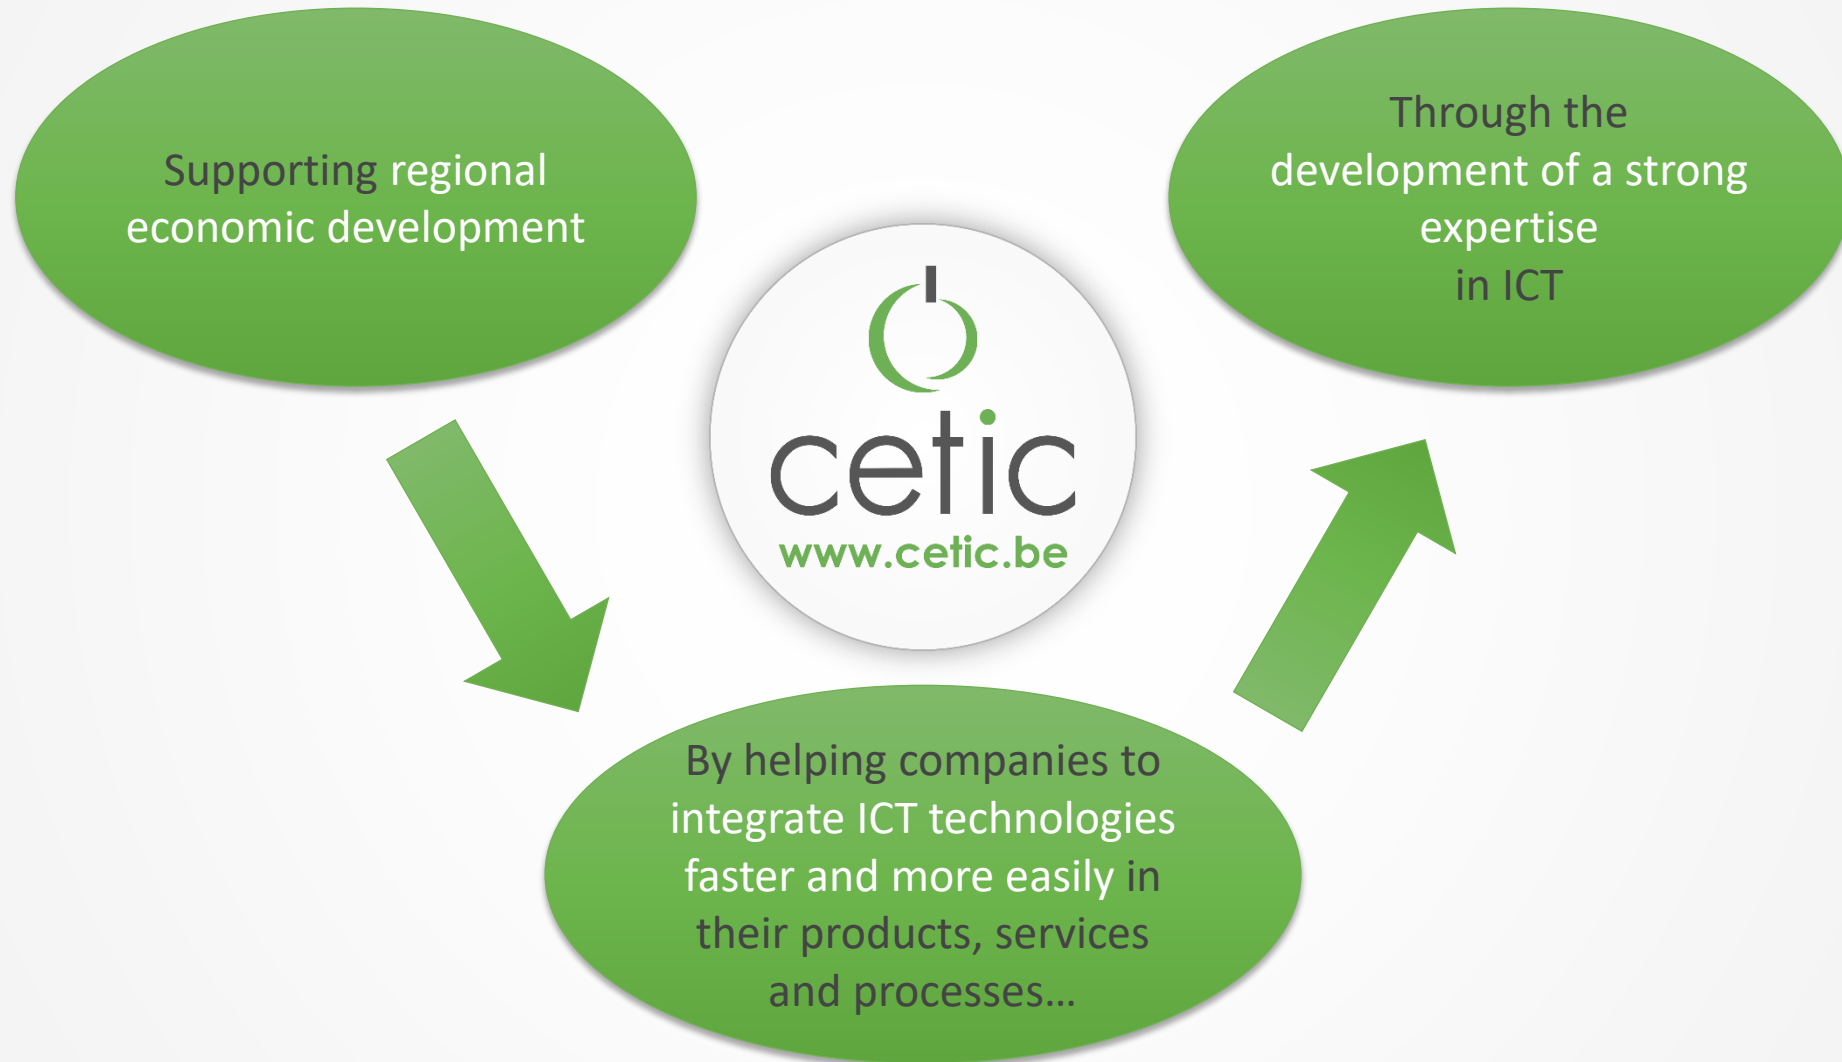 Supporting regional
economic development
Through the
development of a strong
expertise
in ICT
cetic
www.cetic.be
By helping companies to
integrate ICT technologies
faster and more easily in
their products, services
and processes…